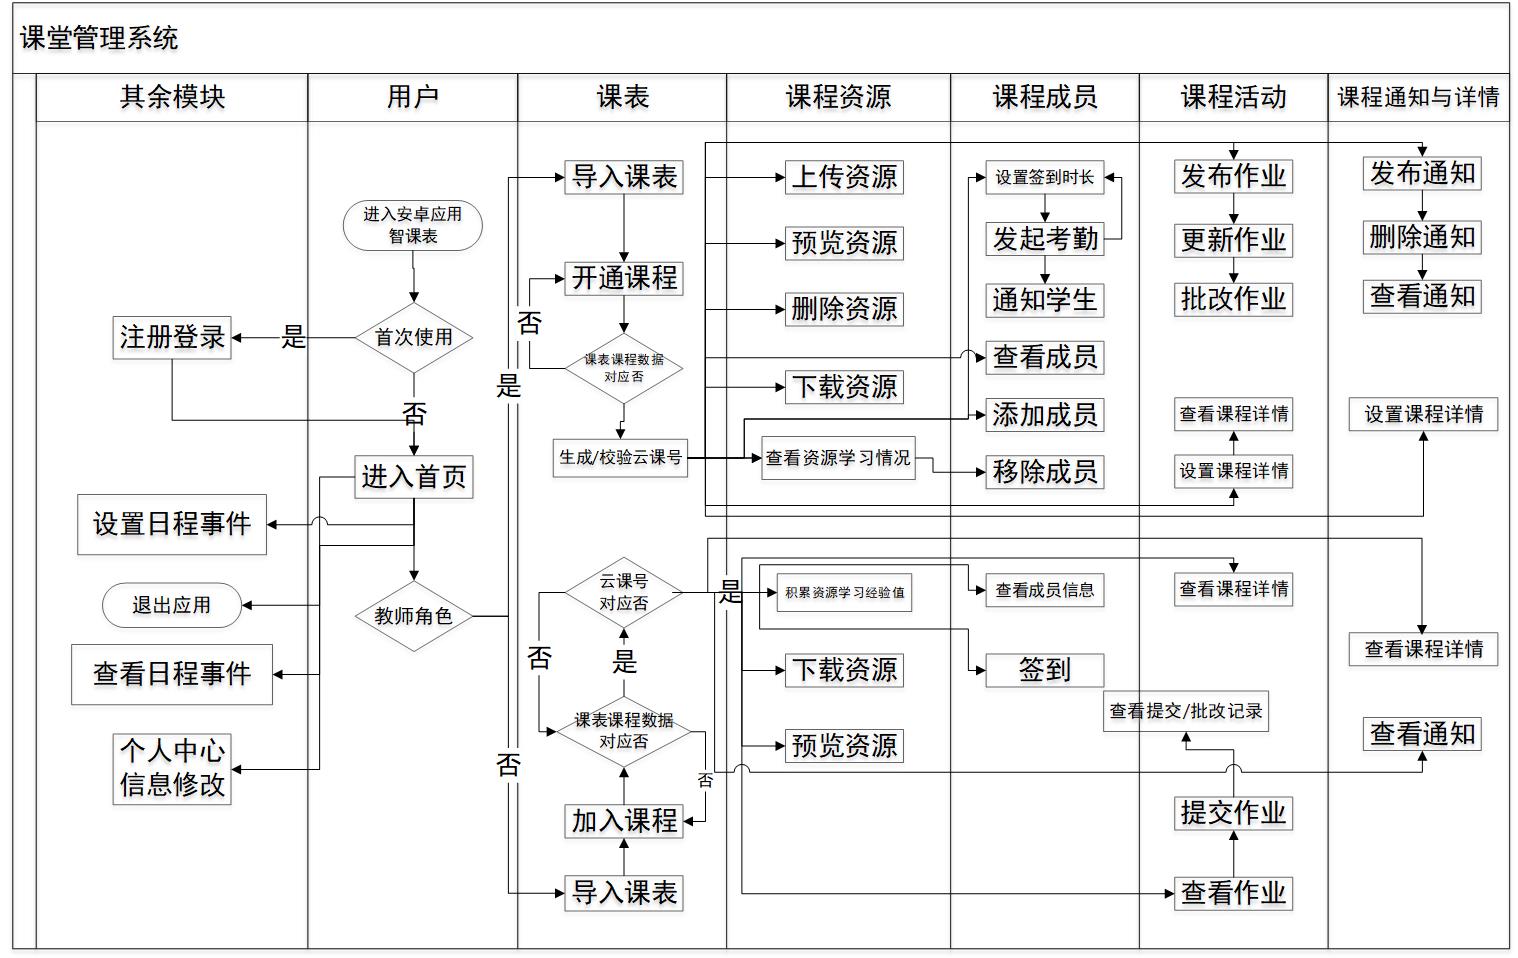 课堂管理系统
其余模块
用户
课表
课程资源
课程成员
课程活动
课程通知与详情
注册登录
设置日程事件
退出应用
查看日程事件
个人中心
信息修改
是
进入安卓应用
智课表
首次使用
否
进入首页
教师角色
是
否
导入课表
开通课程
否
课表课程数据
对应否
生成/校验云课号
云课号
对应否
否
是
课表课程数据
对应否
否
加入课程
导入课表
上传资源
预览资源
删除资源
下载资源
查看资源学习情况
是
积累资源学习经验值
下载资源
预览资源
设置签到时长
发起考勤
通知学生
查看成员
添加成员
移除成员
查看成员信息
签到
发布作业
更新作业
批改作业
查看课程详情
设置课程详情
查看课程详情
查看提交/批改记录
提交作业
查看作业
发布通知
删除通知
查看通知
设置课程详情
查看课程详情
查看通知